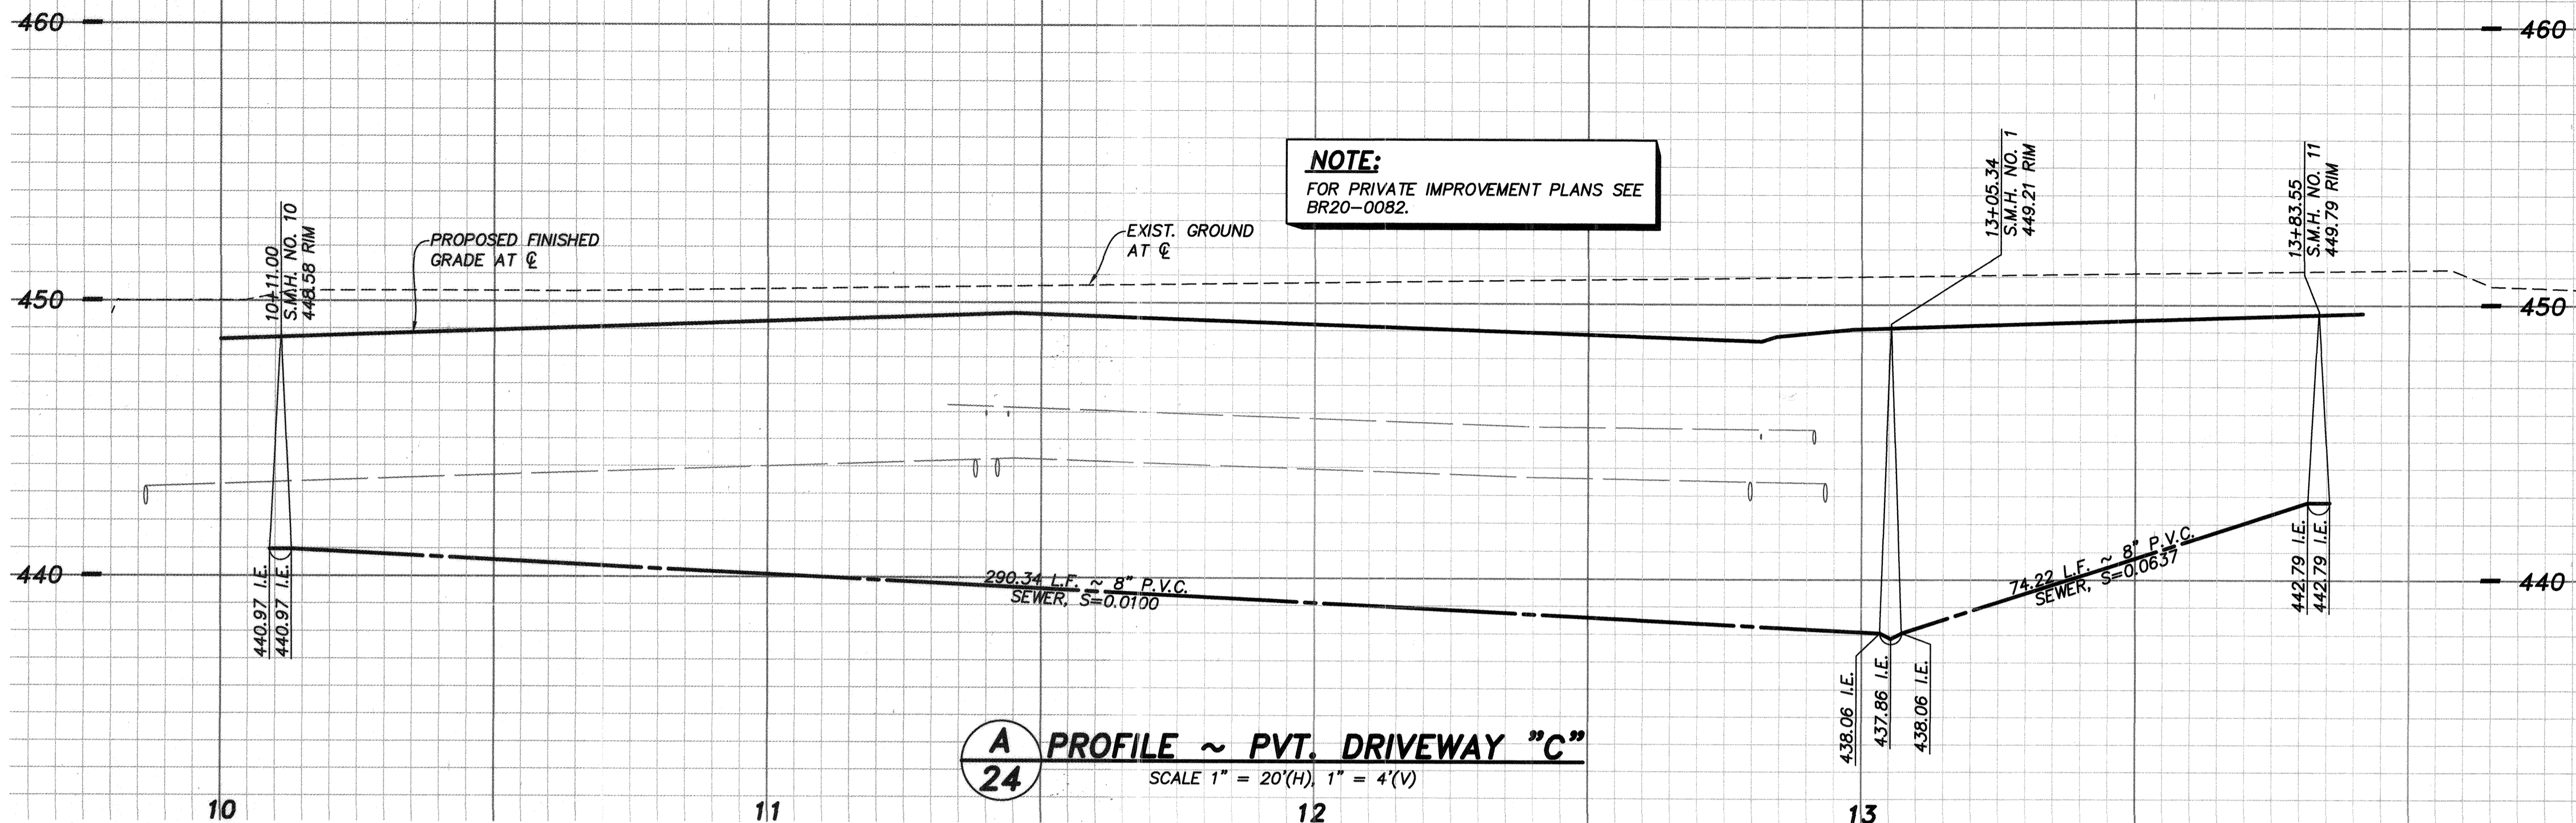 460
460
NOTE:
FOR PRIVATE IMPROVEMENT PLANS SEE
BR20-0082.
10+11.00
S.M.H. NO. 10
448.58 RIM
PROPOSED FINISHED
GRADE AT ℄
EXIST. GROUND
AT ℄
13+05.34
S.M.H. NO. 1
449.21 RIM
13+83.55
S.M.H. NO. 11
449.79 RIM
450
450
440
440
440.97 I.E.
440.97 I.E.
290.34 L.F. ~ 8" P.V.C.
SEWER, S=0.0100
74.22 L.F. ~ 8" P.V.C.
SEWER, S=0.0637
438.06 I.E.
437.86 I.E.
438.06 I.E.
442.79 I.E.
442.79 I.E.
A
24
PROFILE ~ PVT. DRIVEWAY "C"
SCALE 1" = 20'(H), 1" = 4'(V)
10
11
12
13